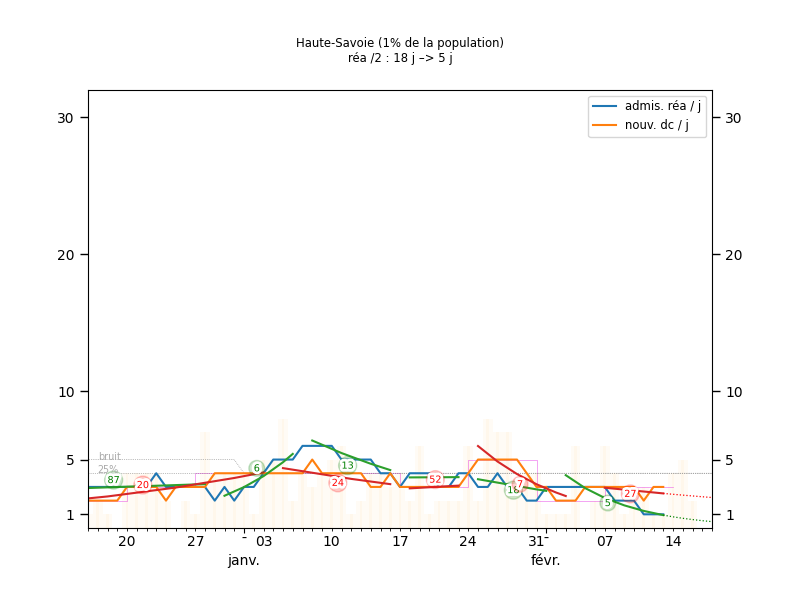 Haute-Savoie (1% de la population)
réa /2 : 18 j –> 5 j
admis. réa / j
nouv. dc / j
30 30
20 20
10 10
5 5
1 1
bruit
25%
87 20 6 13 24 52 18 7 5 27
20 27 03 10 17 24 31 07 14
janv. févr.